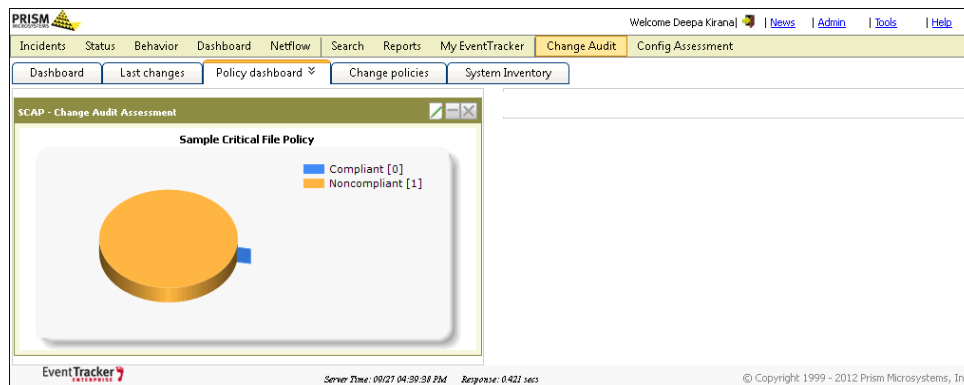 PRISM
MICROSYSTEMS
Welcome Deepa Kirana| | News | Admin | Tools | Help
Incidents Status Behavior Dashboard Netflow Search Reports My EventTracker Change Audit Config Assessment
Dashboard Last changes Policy dashboard Change policies System Inventory
SCAP - Change Audit Assessment
Sample Critical File Policy
Compliant [0]
Noncompliant [1]
EventTracker
ENTERPRISE
Server Time: 09/27 04:39:38 PM Response: 0.421 secs
© Copyright 1999 - 2012 Prism Microsystems, In